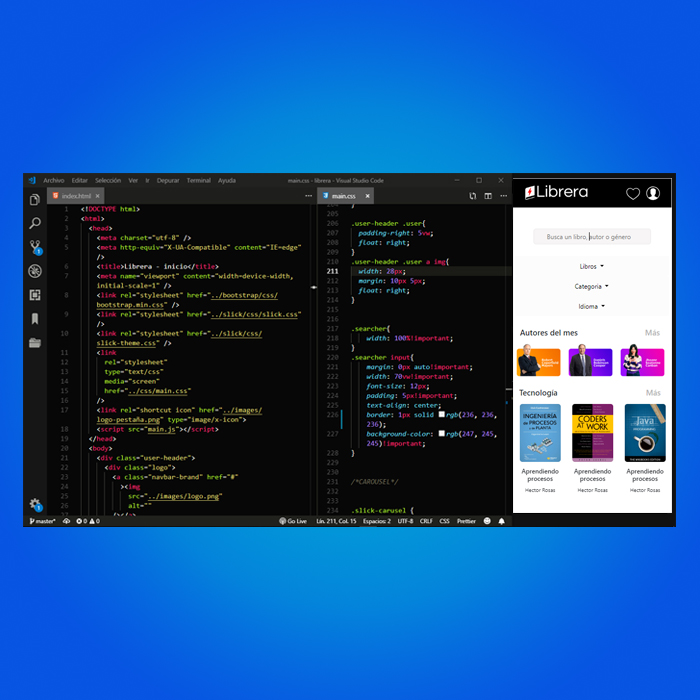 Archivo Editar Selección Ver Ir Depurar Terminal Ayuda
main.css - librera - Visual Studio Code
index.html ×
1 <!DOCTYPE html>
2 <html>
3 <head>
4 <meta charset="utf-8" />
5 <meta http-equiv="X-UA-Compatible" content="IE=edge"
/>
6 <title>Librera - inicio</title>
7 <meta name="viewport" content="width=device-width,
initial-scale=1" />
8 <link rel="stylesheet" href="../bootstrap/css/
bootstrap.min.css" />
9 <link rel="stylesheet" href="../slick/css/slick.css"
/>
10 <link rel="stylesheet" href="../slick/css/
slick-theme.css" />
11 <link
12 rel="stylesheet"
13 type="text/css"
14 media="screen"
15 href="../css/main.css"
16 />
17 <link rel="shortcut icon" href="../images/
logo-pestaña.png" type="image/x-icon">
18 <script src="main.js"></script>
19 </head>
20 <body>
21 <div class="user-header">
22 <div class="logo">
23 <a class="navbar-brand" href="#"
24 ><img
25 src="../images/logo.png"
26 alt=""
27 /></a>
main.css ×
204 }
205
206 .user-header .user{
207 padding-right: 5vw;
208 float: right;
209 }
210 .user-header .user a img{
211 width: 28px;
212 margin: 10px 5px;
213 float: right;
214 }
215
216
217 .searcher{
218 width: 100%!important;
219 }
220 .searcher input{
221 margin: 0px auto!important;
222 width: 70vw!important;
223 font-size: 12px;
224 padding: 5px!important;
225 text-align: center;
226 border: 1px solid rgb(236, 236,
236);
227 background-color: rgb(247, 245,
245)!important;
228 }
229
230
231 /*CAROUSEL*/
232
233
234 .slick-carusel {
master* 0 0
Go Live Lín. 211, Col. 15 Espacios: 2 UTF-8 CRLF CSS Prettier
Librera
Busca un libro, autor o género
Libros
Categoria
Idioma
Autores del mes Más
Tecnología Más
INGENIERÍA
DE PROCESOS
CODERS
AT WORK
Java
Aprendiendo procesos
Hector Rosas
Aprendiendo procesos
Hector Rosas
Aprendiendo procesos
Hector Rosas